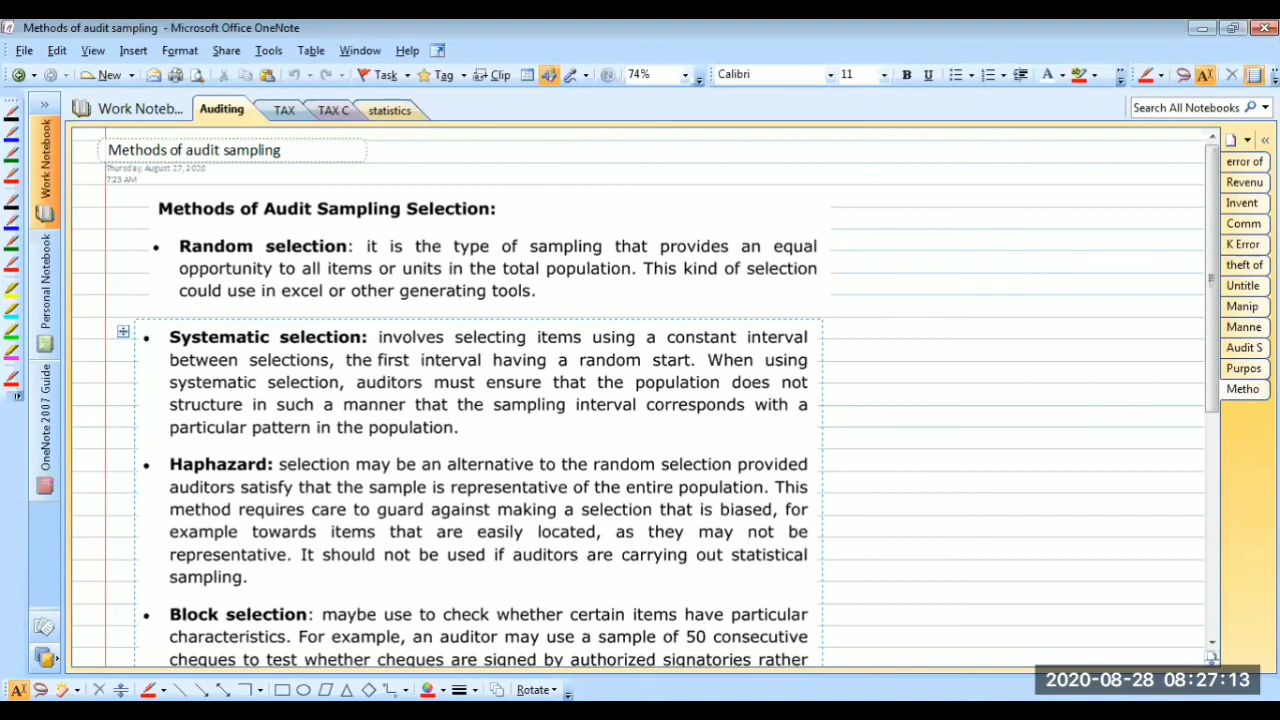 Methods of audit sampling - Microsoft Office OneNote
File Edit View Insert Format Share Tools Table Window Help
New Task Tag Clip 74% Calibri 11 B U A
Work Noteb... Auditing TAX TAX C statistics Search All Notebooks
Work Notebook
Personal Notebook
OneNote 2007 Guide
Methods of audit sampling
Thursday, August 27, 2020
7:23 AM
Methods of Audit Sampling Selection:
• Random selection: it is the type of sampling that provides an equal
opportunity to all items or units in the total population. This kind of selection
could use in excel or other generating tools.
• Systematic selection: involves selecting items using a constant interval
between selections, the first interval having a random start. When using
systematic selection, auditors must ensure that the population does not
structure in such a manner that the sampling interval corresponds with a
particular pattern in the population.
• Haphazard: selection may be an alternative to the random selection provided
auditors satisfy that the sample is representative of the entire population. This
method requires care to guard against making a selection that is biased, for
example towards items that are easily located, as they may not be
representative. It should not be used if auditors are carrying out statistical
sampling.
• Block selection: maybe use to check whether certain items have particular
characteristics. For example, an auditor may use a sample of 50 consecutive
cheques to test whether cheques are signed by authorized signatories rather
error of
Revenu
Invent
Comm
K Error
theft of
Untitle
Manip
Manne
Audit S
Purpos
Metho
Rotate
2020-08-28 08:27:13